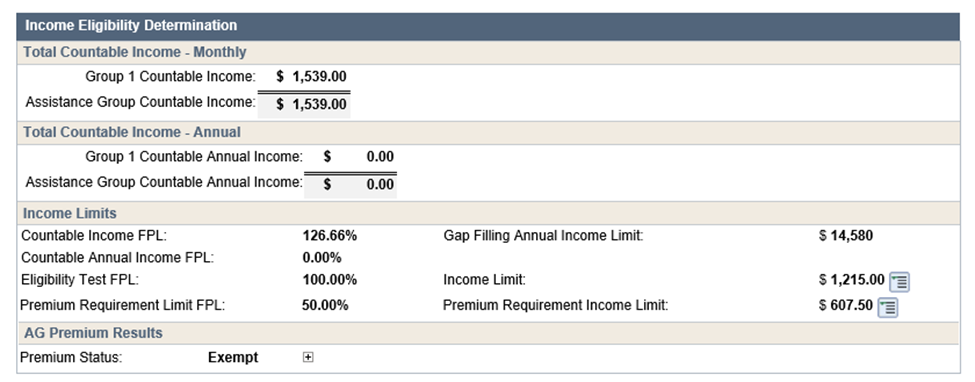 Income Eligibility Determination
Total Countable Income - Monthly
Group 1 Countable Income: $ 1,539.00
Assistance Group Countable Income: $ 1,539.00
Total Countable Income - Annual
Group 1 Countable Annual Income: $ 0.00
Assistance Group Countable Annual Income: $ 0.00
Income Limits
Countable Income FPL: 126.66% Gap Filling Annual Income Limit: $ 14,580
Countable Annual Income FPL: 0.00%
Eligibility Test FPL: 100.00% Income Limit: $ 1,215.00
Premium Requirement Limit FPL: 50.00% Premium Requirement Income Limit: $ 607.50
AG Premium Results
Premium Status: Exempt